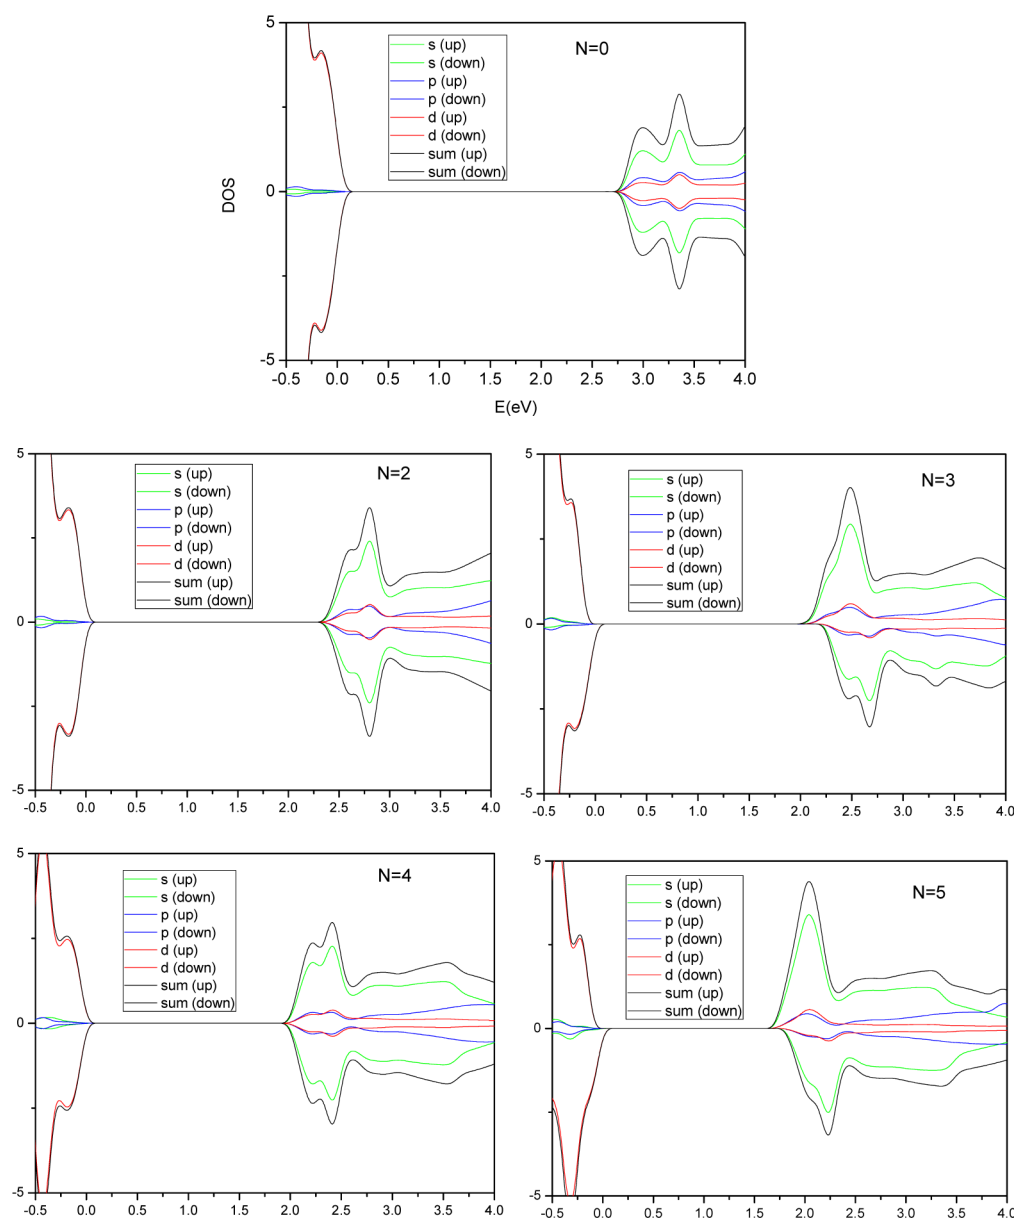 5
0
-5
DOS
s (up)
s (down)
p (up)
p (down)
d (up)
d (down)
sum (up)
sum (down)
N=0
-0.5 0.0 0.5 1.0 1.5 2.0 2.5 3.0 3.5 4.0
E(eV)
5
0
-5
s (up)
s (down)
p (up)
p (down)
d (up)
d (down)
sum (up)
sum (down)
N=2
-0.5 0.0 0.5 1.0 1.5 2.0 2.5 3.0 3.5 4.0
5
0
-5
s (up)
s (down)
p (up)
p (down)
d (up)
d (down)
sum (up)
sum (down)
N=3
-0.5 0.0 0.5 1.0 1.5 2.0 2.5 3.0 3.5 4.0
5
0
-5
s (up)
s (down)
p (up)
p (down)
d (up)
d (down)
sum (up)
sum (down)
N=4
-0.5 0.0 0.5 1.0 1.5 2.0 2.5 3.0 3.5 4.0
5
0
-5
s (up)
s (down)
p (up)
p (down)
d (up)
d (down)
sum (up)
sum (down)
N=5
-0.5 0.0 0.5 1.0 1.5 2.0 2.5 3.0 3.5 4.0